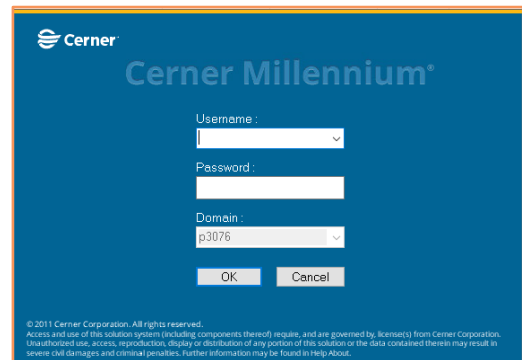 Cerner
Cerner Millennium®
Username :
Password :
Domain :
p3076
OK Cancel
© 2011 Cerner Corporation. All rights reserved.
Access and use of this solution system (including components thereof) require, and are governed by, license(s) from Cerner Corporation.
Unauthorized use, access, reproduction, display or distribution of any portion of this solution or the data contained therein may result in
severe civil damages and criminal penalties. Further information may be found in Help About.